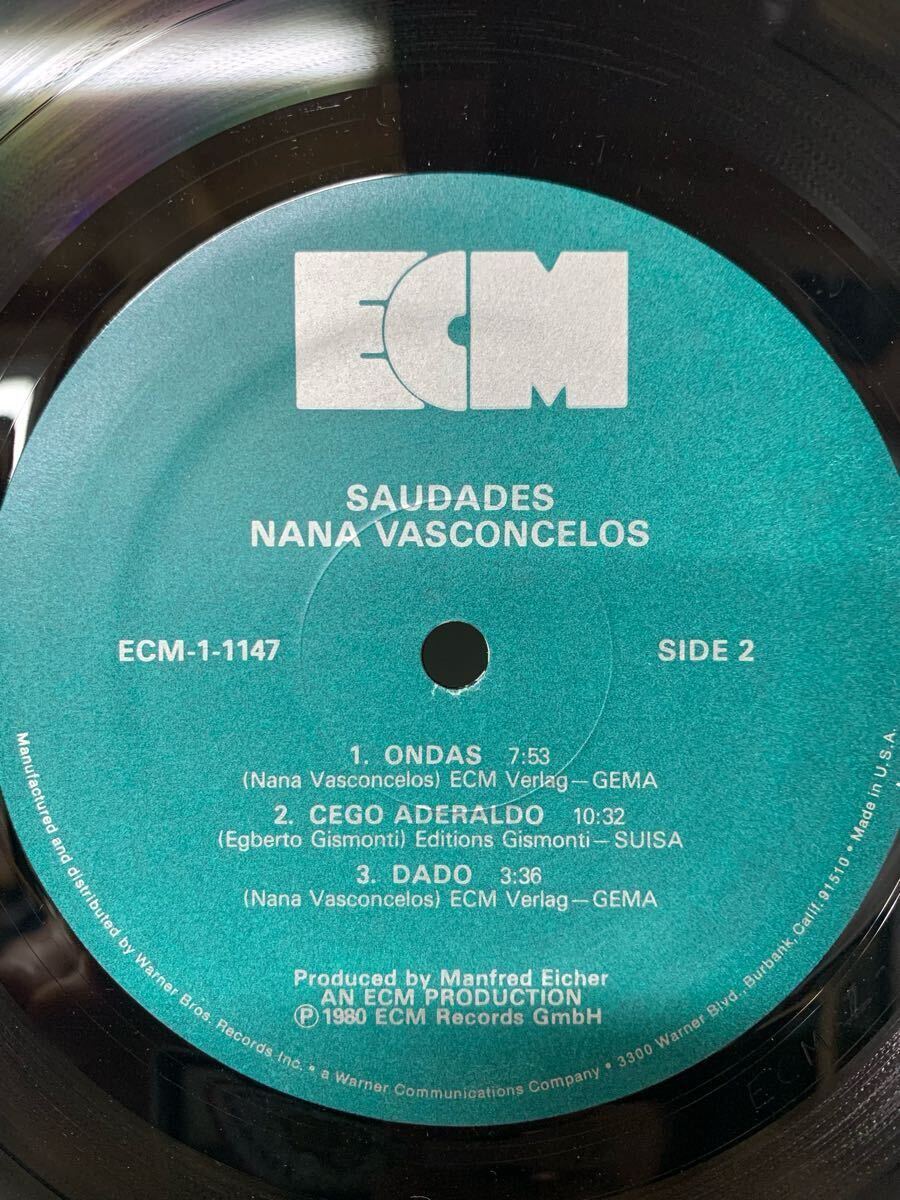 ECM
SAUDADES
NANA VASCONCELOS
ECM-1-1147
SIDE 2
1. ONDAS 7:53
(Nana Vasconcelos) ECM Verlag—GEMA
2. CEGO ADERALDO 10:32
(Egberto Gismonti) Editions Gismonti—SUISA
3. DADO 3:36
(Nana Vasconcelos) ECM Verlag—GEMA
Produced by Manfred Eicher
AN ECM PRODUCTION
Ⓟ 1980 ECM Records GmbH
Manufactured and distributed by Warner Bros. Records Inc. • a Warner Communications Company • 3300 Warner Blvd., Burbank, Calif. 91510 • Made in U.S.A.
ECM